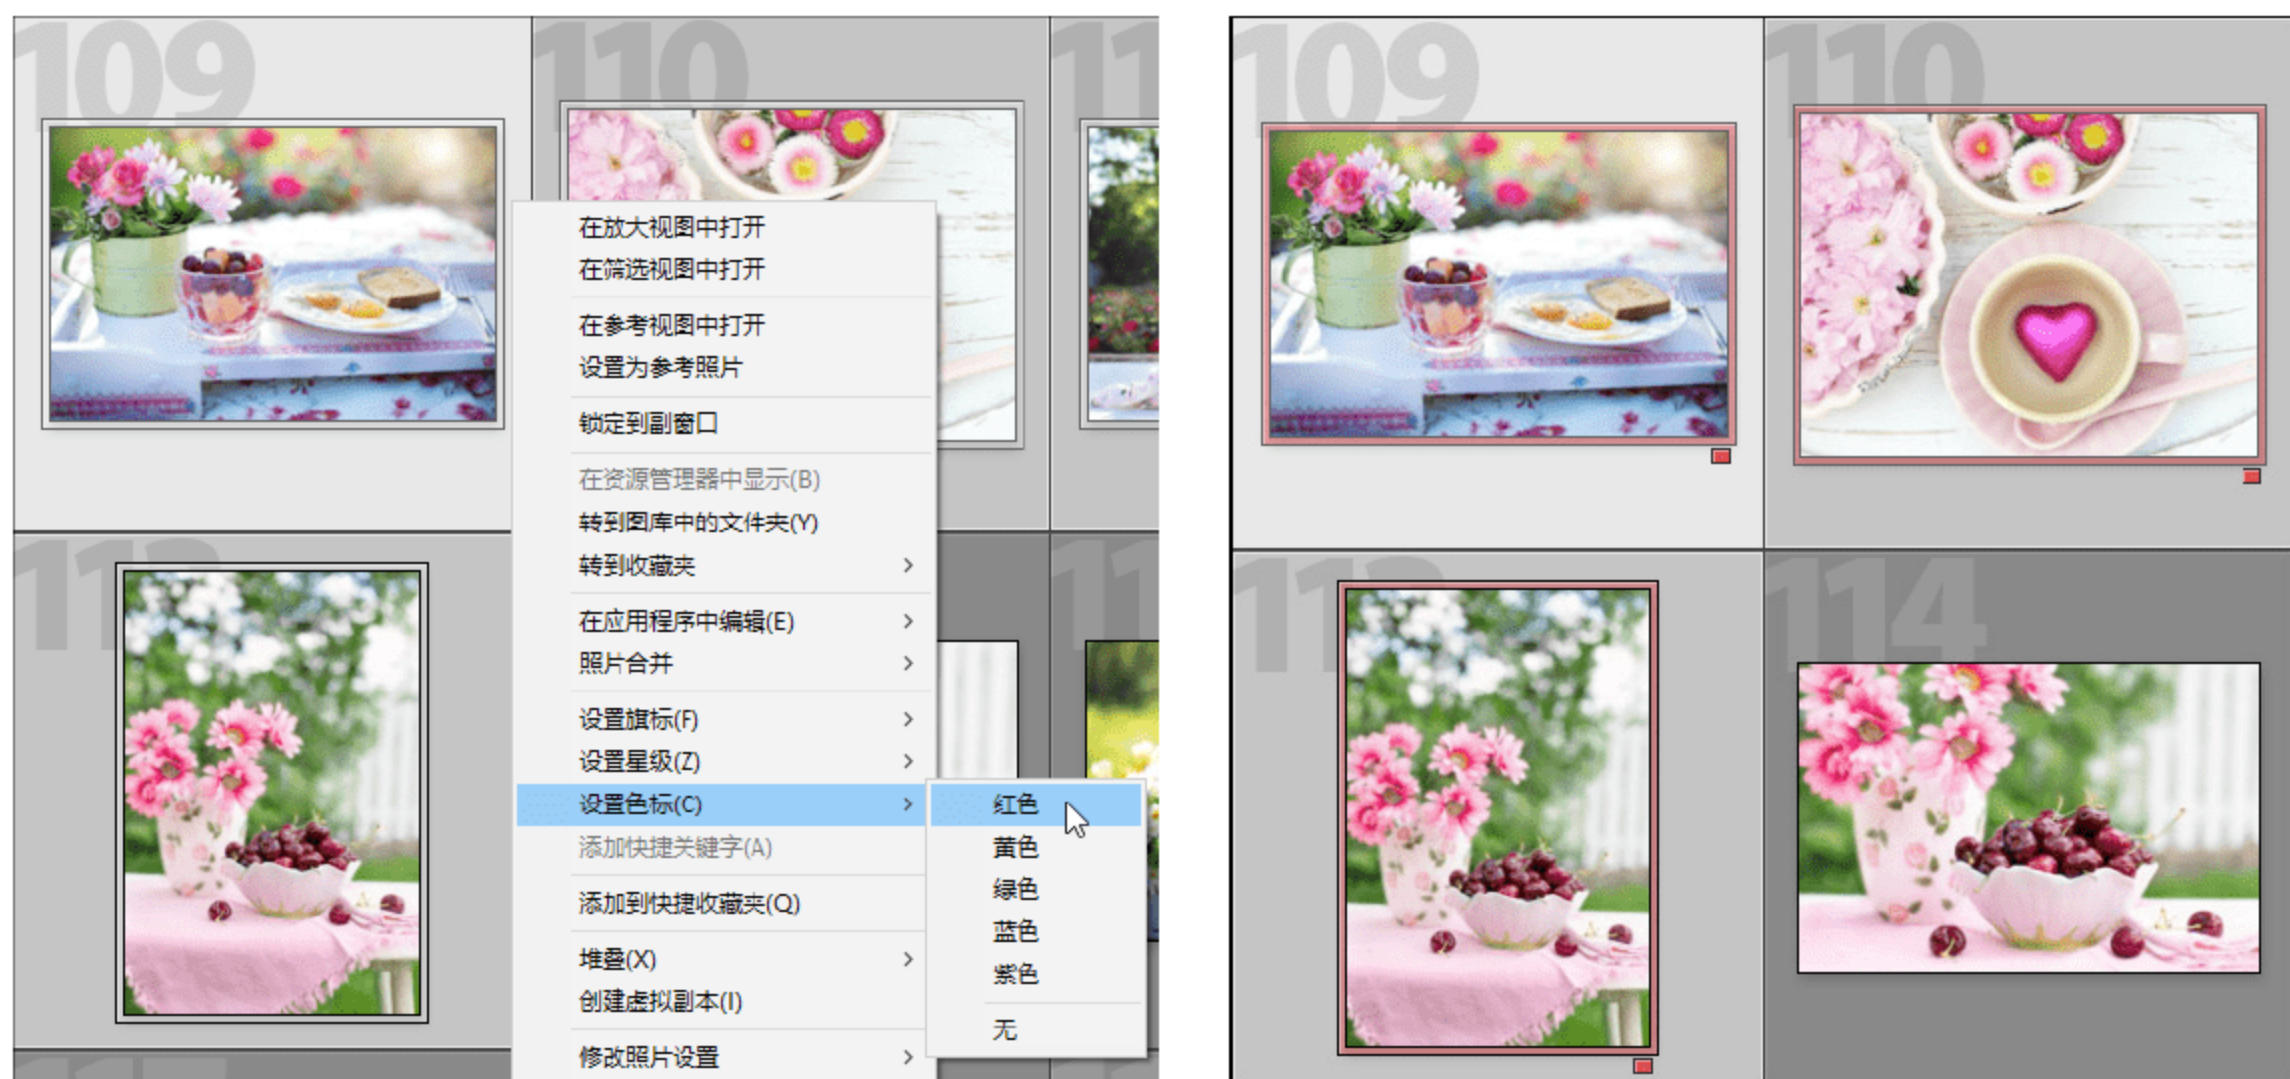 109
110
11
在放大视图中打开
在筛选视图中打开
在参考视图中打开
设置为参考照片
锁定到副窗口
在资源管理器中显示(B)
转到图库中的文件夹(Y)
转到收藏夹
在应用程序中编辑(E)
照片合并
设置旗标(F)
设置星级(Z)
设置色标(C)
添加快捷关键字(A)
添加到快捷收藏夹(Q)
堆叠(X)
创建虚拟副本(I)
修改照片设置
红色
黄色
绿色
蓝色
紫色
无
113
11
109
110
113
114